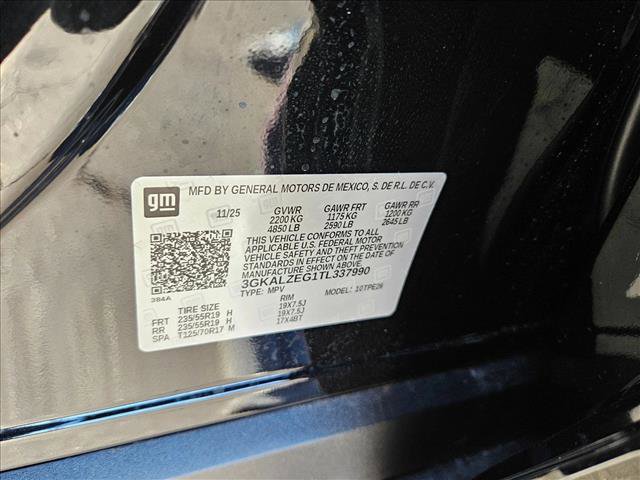 gm
MFD BY GENERAL MOTORS DE MEXICO, S. DE R.L. DE C.V.
11/25 GVWR GAWR FRT GAWR RR
2200 KG 1175 KG 1200 KG
4850 LB 2590 LB 2645 LB
THIS VEHICLE CONFORMS TO ALL
APPLICABLE U.S. FEDERAL MOTOR
VEHICLE SAFETY AND THEFT PREVENTION
STANDARDS IN EFFECT ON THE DATE OF
MANUFACTURE SHOWN ABOVE.
3GKALZEG1TL337990
384A
TYPE: MPV MODEL: 10TPE26
TIRE SIZE RIM
FRT 235/55R19 H 19X7.5J
RR 235/55R19 H 19X7.5J
SPA T125/70R17 M 17X4BT